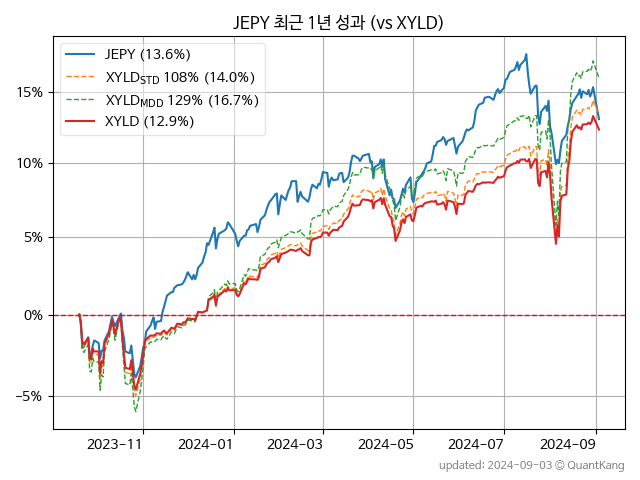 JEPY 최근 1년 성과 (vs XYLD)
JEPY (13.6%)
XYLD_STD 108% (14.0%)
XYLD_MDD 129% (16.7%)
XYLD (12.9%)
15%
10%
5%
0%
−5%
2023−11 2024−01 2024−03 2024−05 2024−07 2024−09
updated: 2024−09−03 © QuantKang